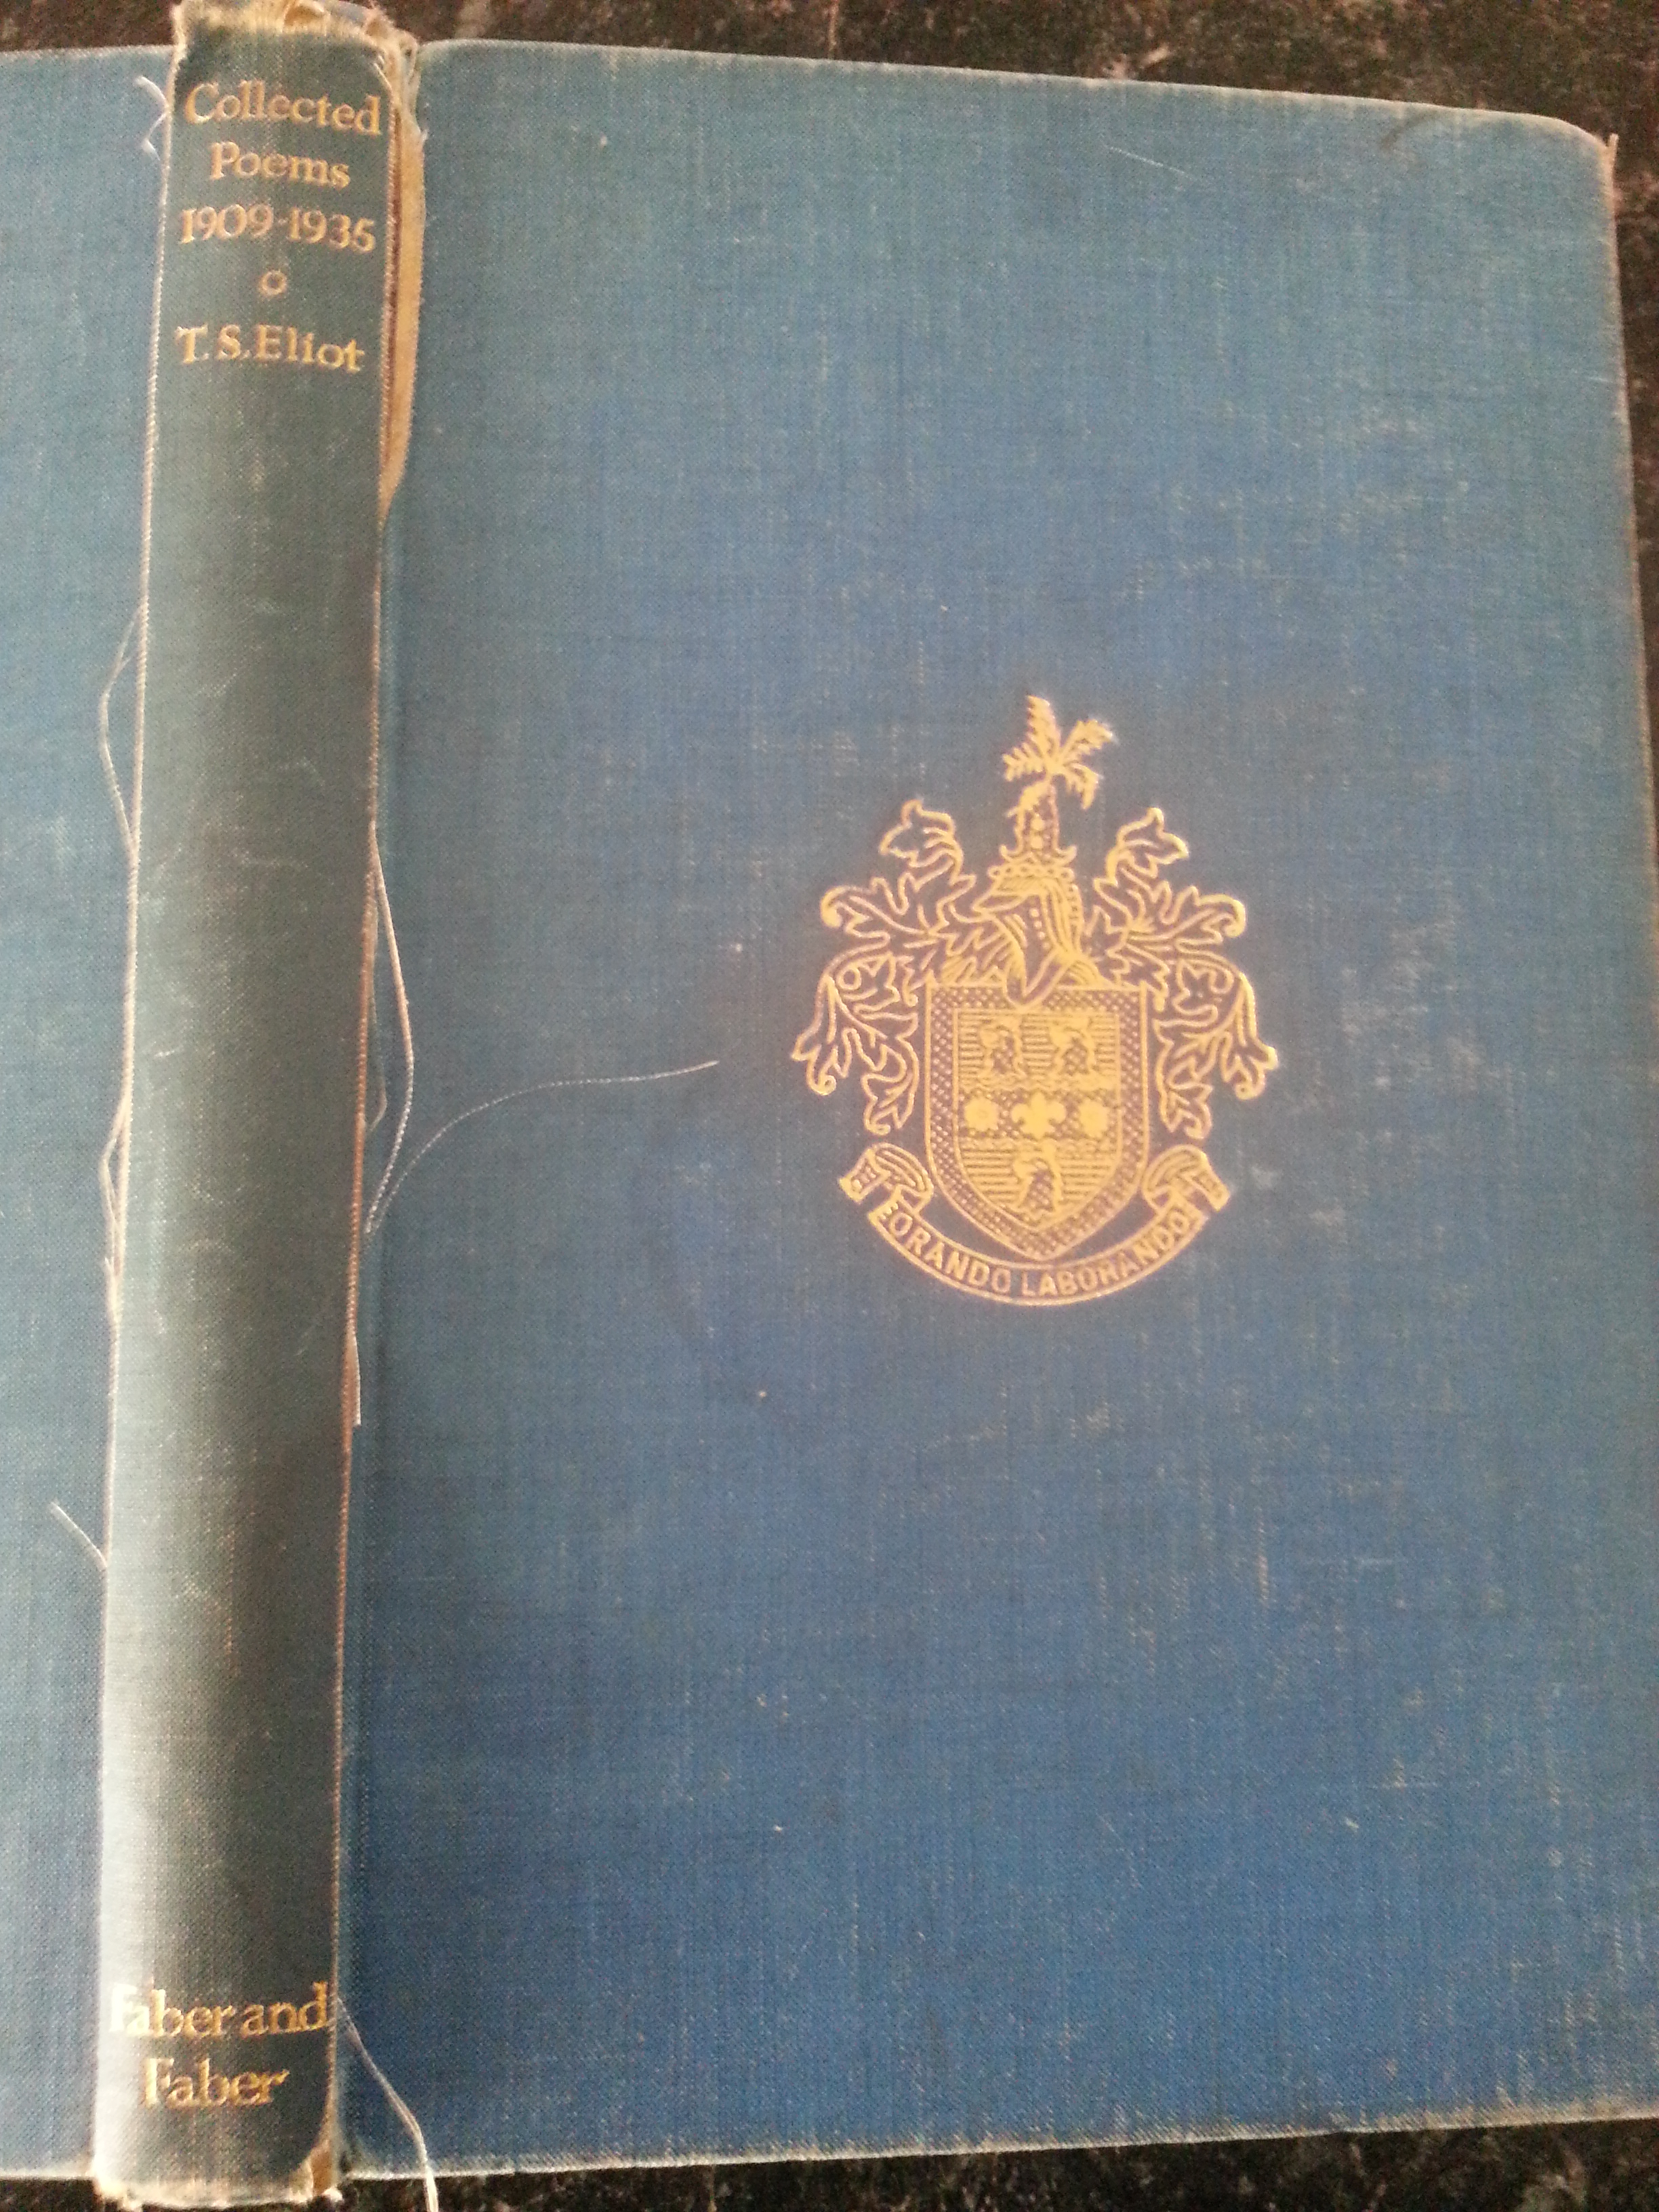 Collected
Poems
1909-1935
T. S. Eliot
Faber and
Faber
ORANDO LABORANDO